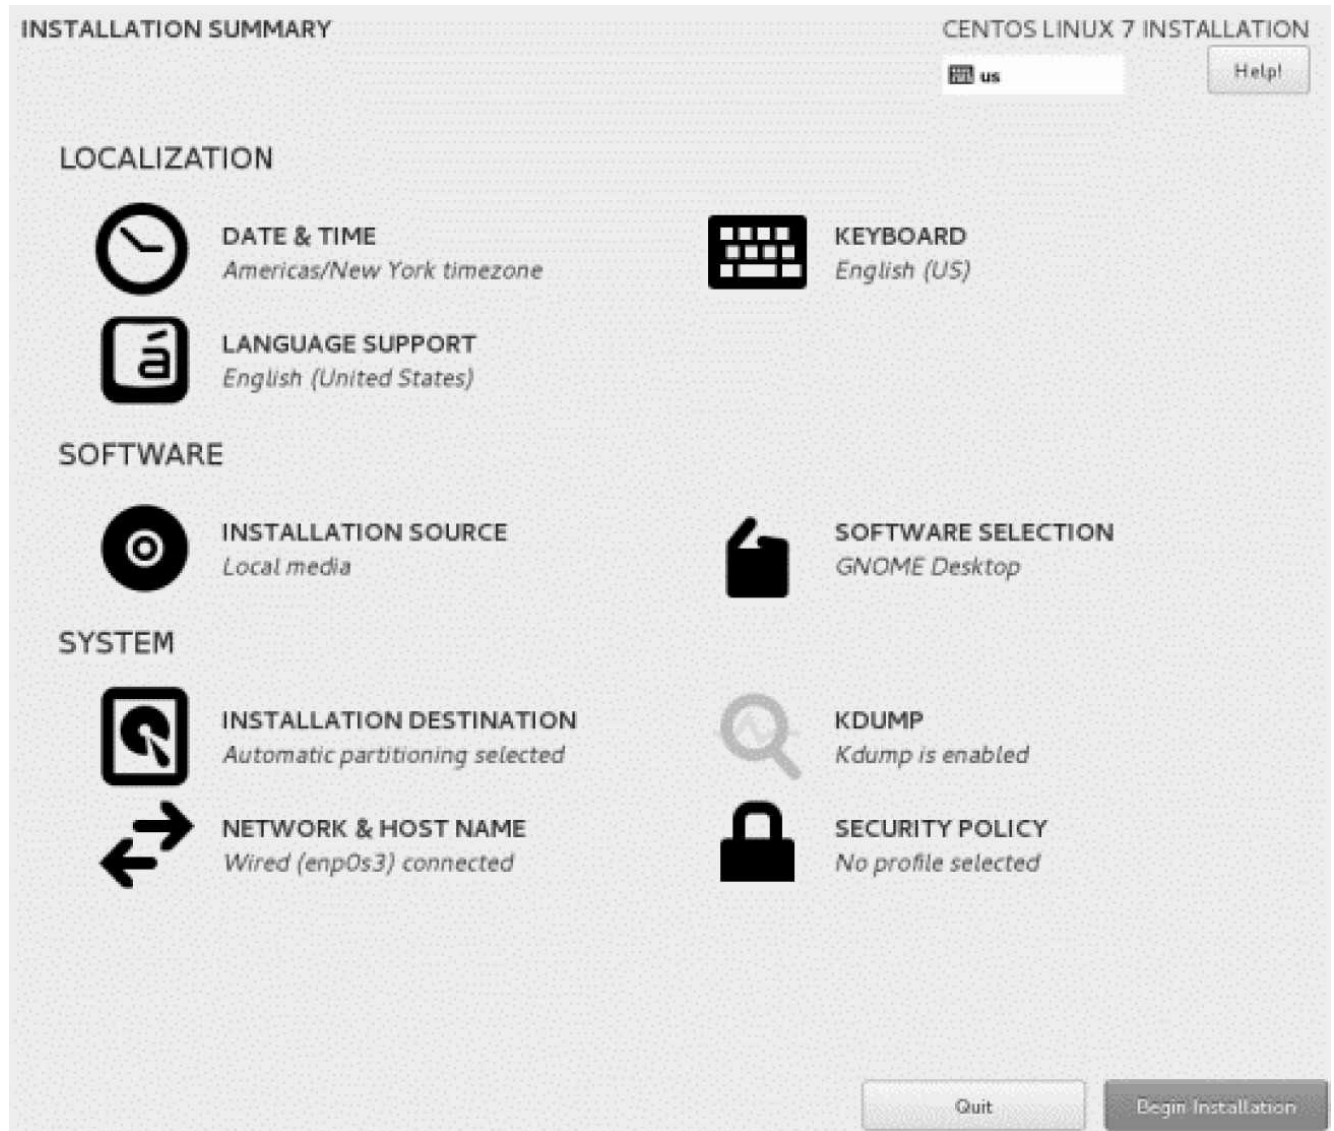 INSTALLATION SUMMARY
CENTOS LINUX 7 INSTALLATION
us
Help!
LOCALIZATION
DATE & TIME
Americas/New York timezone
KEYBOARD
English (US)
á
LANGUAGE SUPPORT
English (United States)
SOFTWARE
INSTALLATION SOURCE
Local media
SOFTWARE SELECTION
GNOME Desktop
SYSTEM
INSTALLATION DESTINATION
Automatic partitioning selected
KDUMP
Kdump is enabled
NETWORK & HOST NAME
Wired (enp0s3) connected
SECURITY POLICY
No profile selected
Quit
Begin Installation